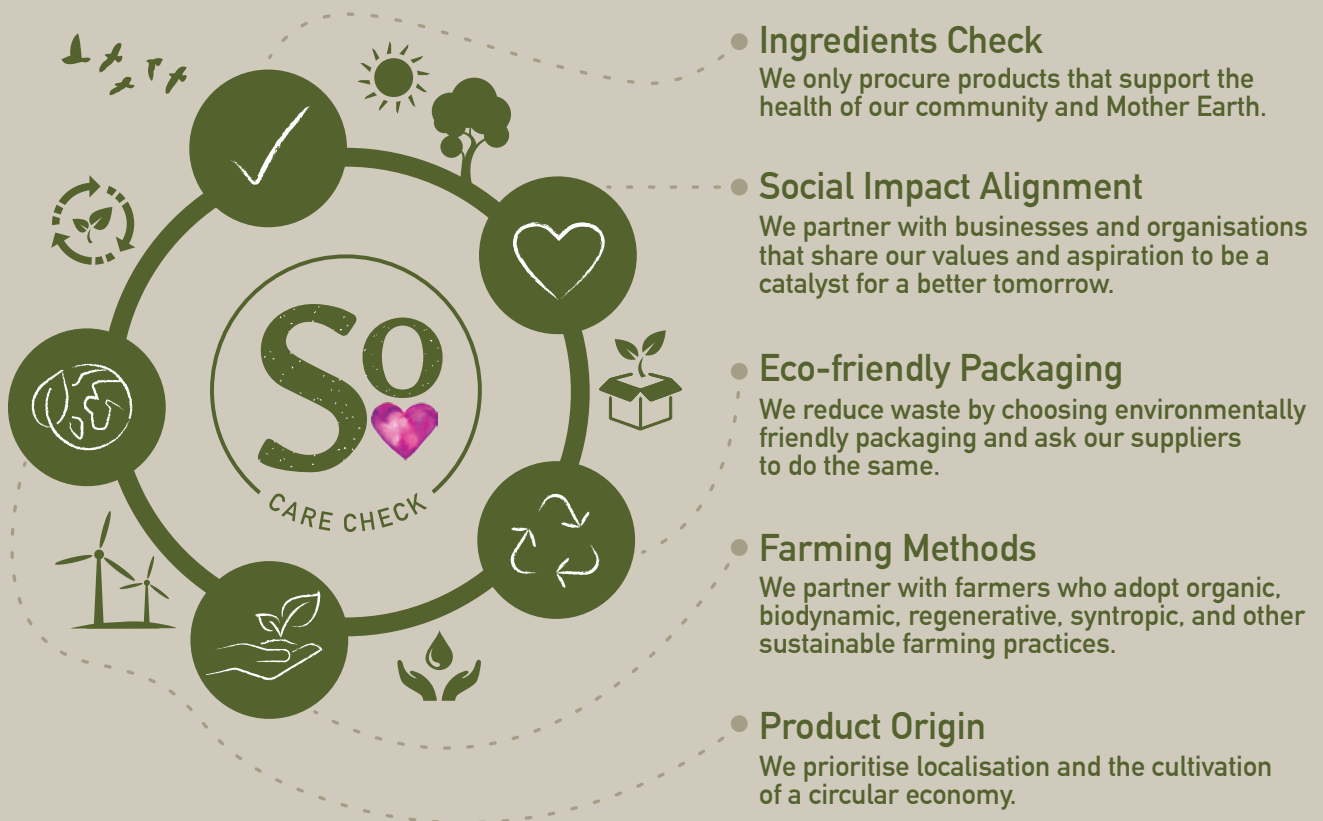 So
CARE CHECK
Ingredients Check
We only procure products that support the
health of our community and Mother Earth.
Social Impact Alignment
We partner with businesses and organisations
that share our values and aspiration to be a
catalyst for a better tomorrow.
Eco-friendly Packaging
We reduce waste by choosing environmentally
friendly packaging and ask our suppliers
to do the same.
Farming Methods
We partner with farmers who adopt organic,
biodynamic, regenerative, syntropic, and other
sustainable farming practices.
Product Origin
We prioritise localisation and the cultivation
of a circular economy.